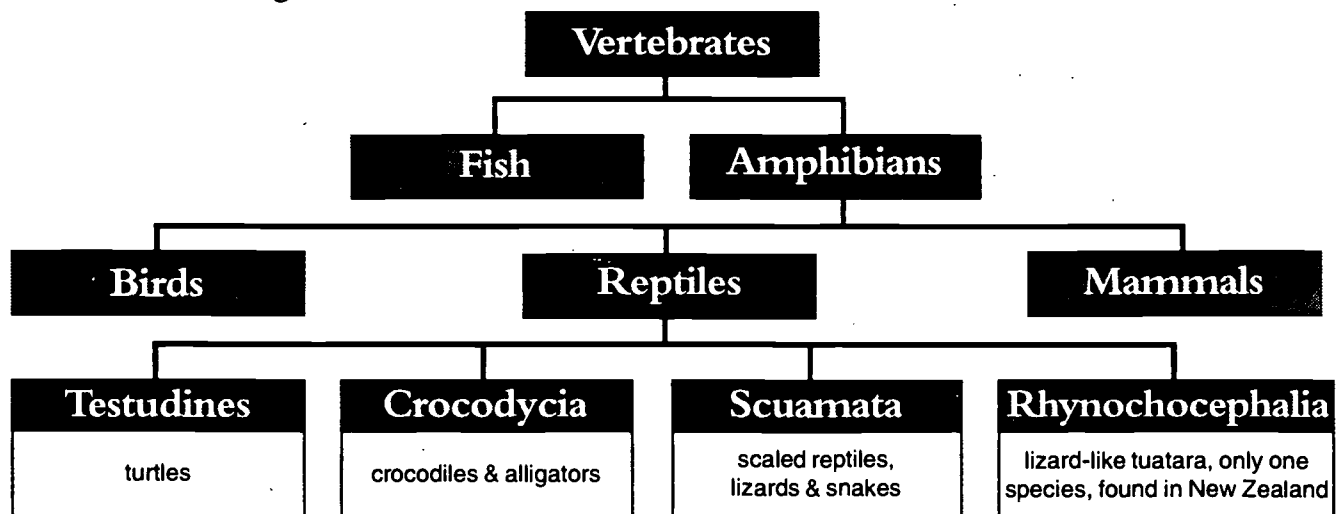 Vertebrates
Fish
Amphibians
Birds
Reptiles
Mammals
Testudines
Crocodycia
Scuamata
Rhynochocephalia
turtles
crocodiles & alligators
scaled reptiles,
lizards & snakes
lizard-like tuatara, only one
species, found in New Zealand